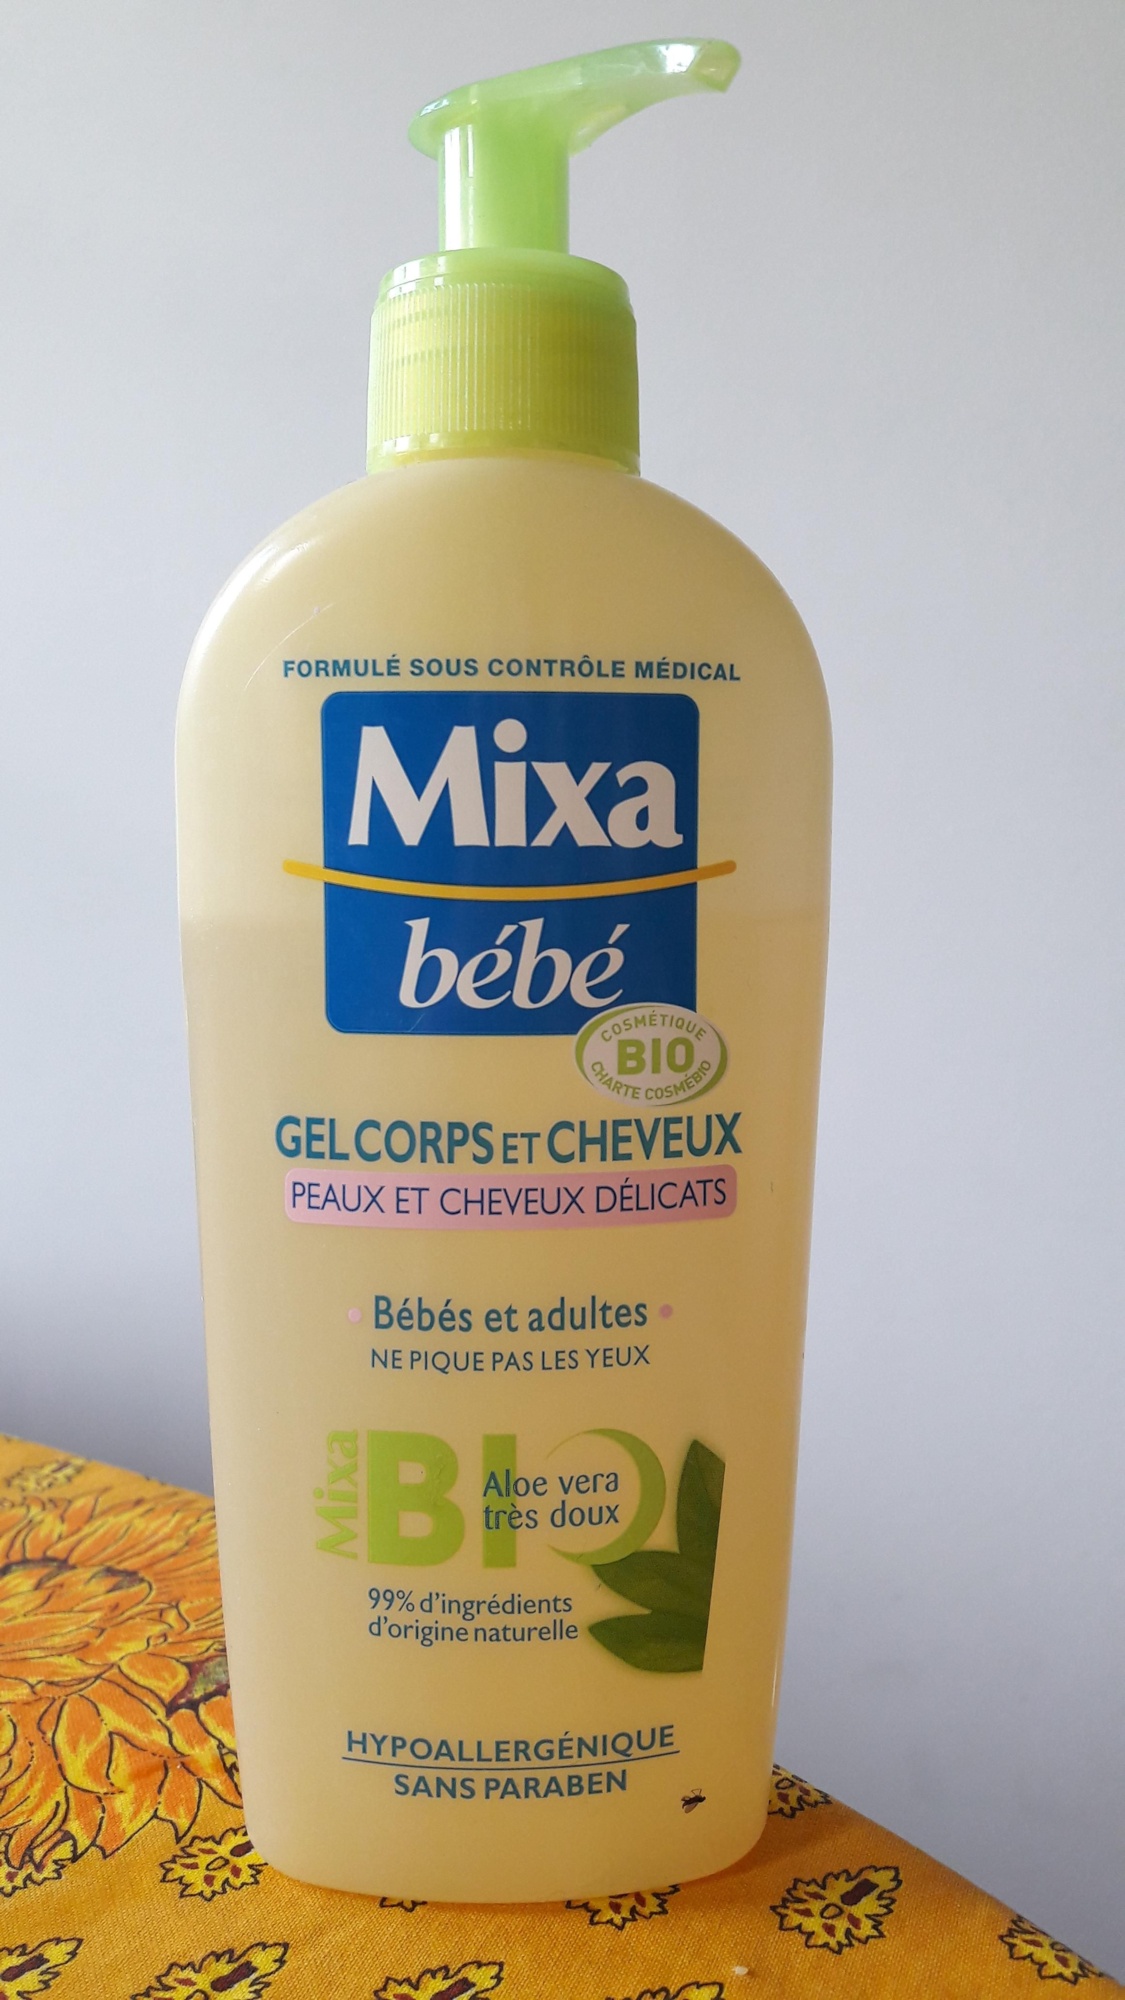 FORMULÉ SOUS CONTRÔLE MÉDICAL
Mixa
bébé
COSMÉTIQUE
BIO
CHARTE COSMÉBIO
GEL CORPS ET CHEVEUX
PEAUX ET CHEVEUX DÉLICATS
• Bébés et adultes •
NE PIQUE PAS LES YEUX
Mixa
BIO
Aloe vera
très doux
99% d'ingrédients
d'origine naturelle
HYPOALLERGÉNIQUE
SANS PARABEN